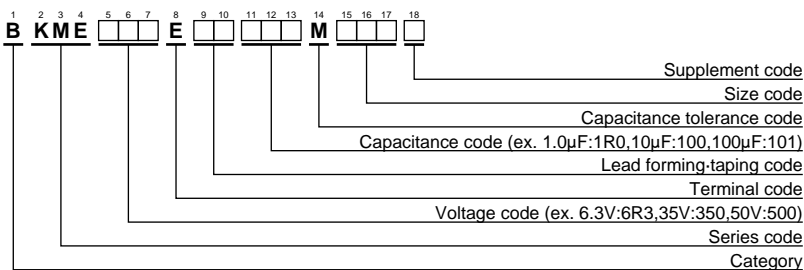 1 2 3 4 5 6 7 8 9 10 11 12 13 14 15 16 17 18
B KME E M
Supplement code
Size code
Capacitance tolerance code
Capacitance code (ex. 1.0μF:1R0,10μF:100,100μF:101)
Lead forming·taping code
Terminal code
Voltage code (ex. 6.3V:6R3,35V:350,50V:500)
Series code
Category